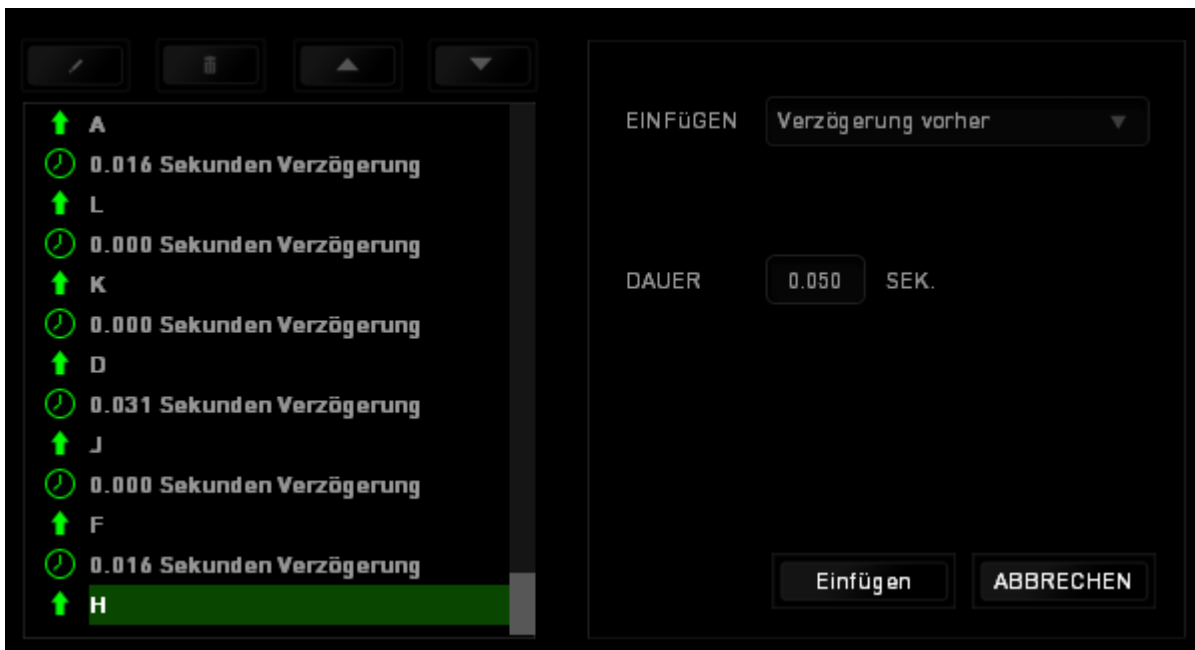 A
0.016 Sekunden Verzögerung
L
0.000 Sekunden Verzögerung
K
0.000 Sekunden Verzögerung
D
0.031 Sekunden Verzögerung
J
0.000 Sekunden Verzögerung
F
0.016 Sekunden Verzögerung
H
EINFüGEN Verzögerung vorher
DAUER 0.050 SEK.
Einfügen ABBRECHEN